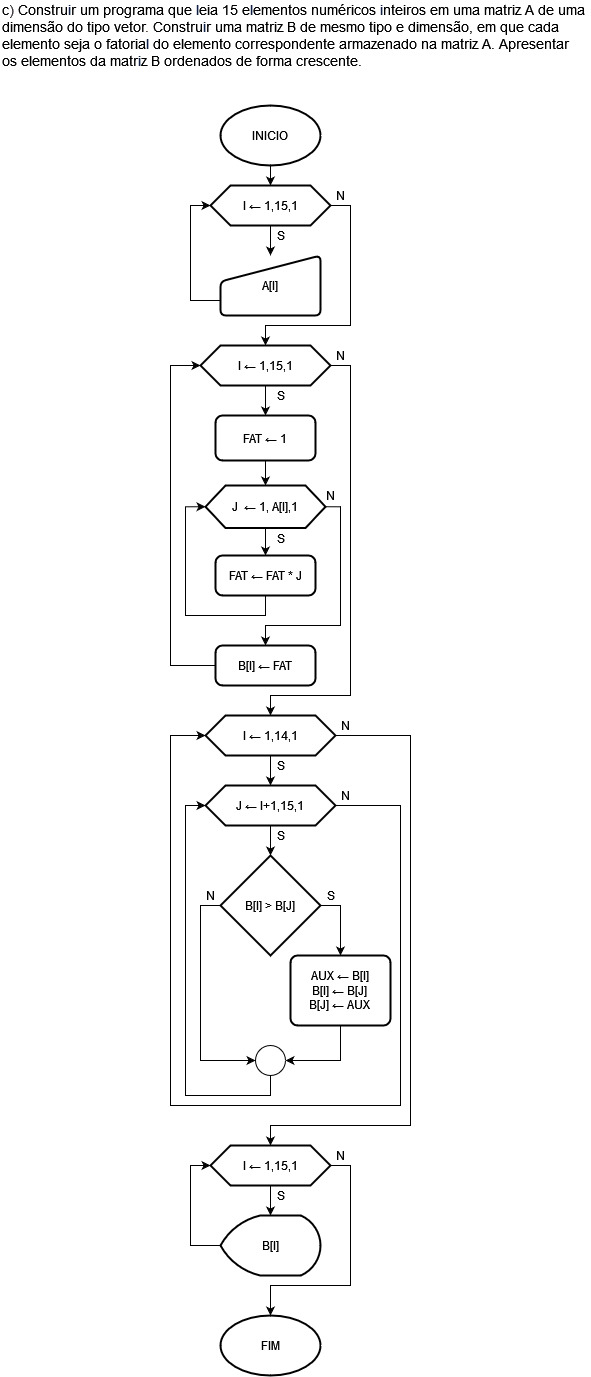 c) Construir um programa que leia 15 elementos numéricos inteiros em uma matriz A de uma
dimensão do tipo vetor. Construir uma matriz B de mesmo tipo e dimensão, em que cada
elemento seja o fatorial do elemento correspondente armazenado na matriz A. Apresentar
os elementos da matriz B ordenados de forma crescente.
INICIO
I ← 1,15,1
N
S
A[I]
I ← 1,15,1
N
S
FAT ← 1
J ← 1, A[I],1
N
S
FAT ← FAT * J
B[I] ← FAT
I ← 1,14,1
N
S
J ← I+1,15,1
N
S
N
B[I] > B[J]
S
AUX ← B[I]
B[I] ← B[J]
B[J] ← AUX
I ← 1,15,1
N
S
B[I]
FIM